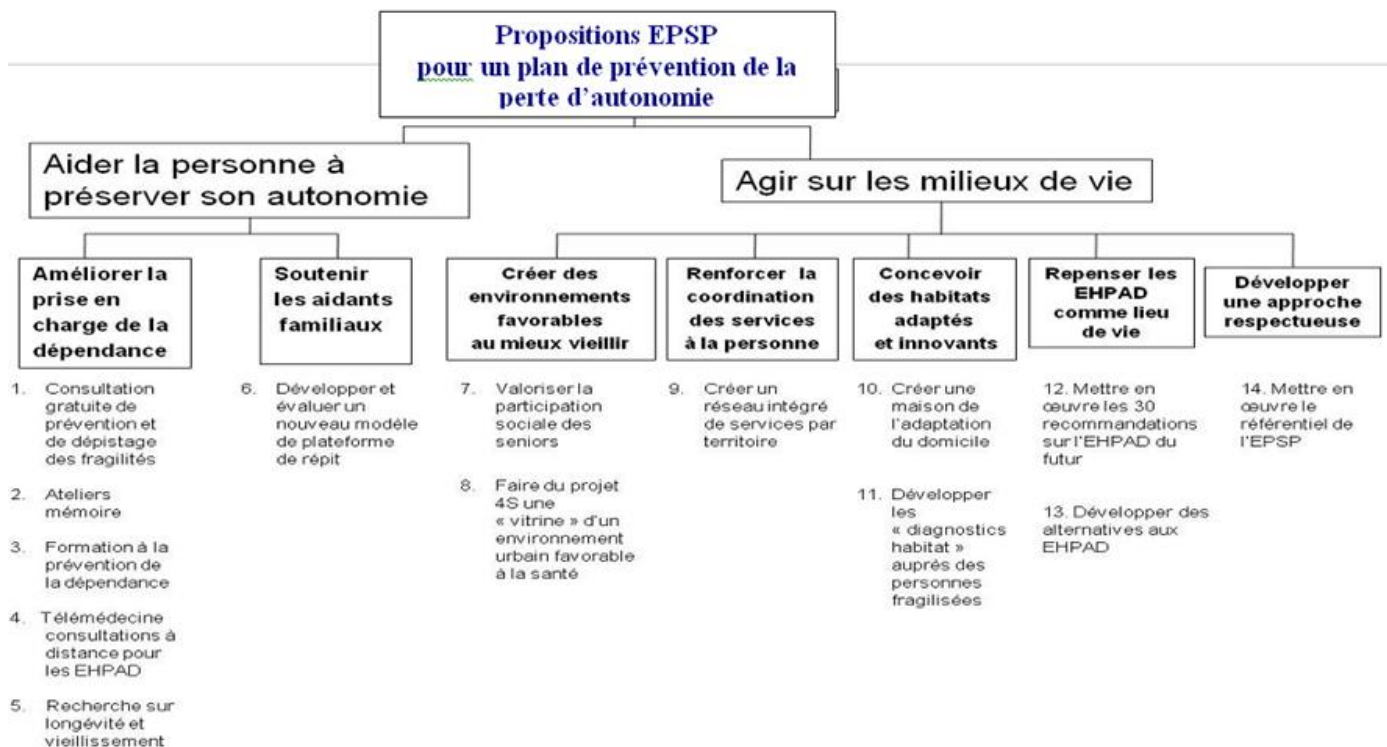 Propositions EPSP
pour un plan de prévention de la
perte d'autonomie
Aider la personne à
préserver son autonomie
Agir sur les milieux de vie
Améliorer la
prise en
charge de la
dépendance
Soutenir
les aidants
familiaux
Créer des
environnements
favorables
au mieux vieillir
Renforcer la
coordination
des services
à la personne
Concevoir
des habitats
adaptés
et innovants
Repenser les
EHPAD
comme lieu
de vie
Développer
une approche
respectueuse
1. Consultation
gratuite de
prévention et
de dépistage
des fragilités
2. Ateliers
mémoire
3. Formation à la
prévention de
la dépendance
4. Télémédecine
consultations à
distance pour
les EHPAD
5. Recherche sur
longévité et
vieillissement
6. Développer et
évaluer un
nouveau modèle
de plateforme
de répit
7. Valoriser la
participation
sociale des
seniors
8. Faire du projet
4S une
« vitrine » d'un
environnement
urbain favorable
à la santé
9. Créer un
réseau intégré
de services par
territoire
10. Créer une
maison de
l'adaptation
du domicile
11. Développer
les
« diagnostics
habitat »
auprès des
personnes
fragilisées
12. Mettre en
œuvre les 30
recommandations
sur l'EHPAD du
futur
13. Développer des
alternatives aux
EHPAD
14. Mettre en
œuvre le
référentiel de
l'EPSP